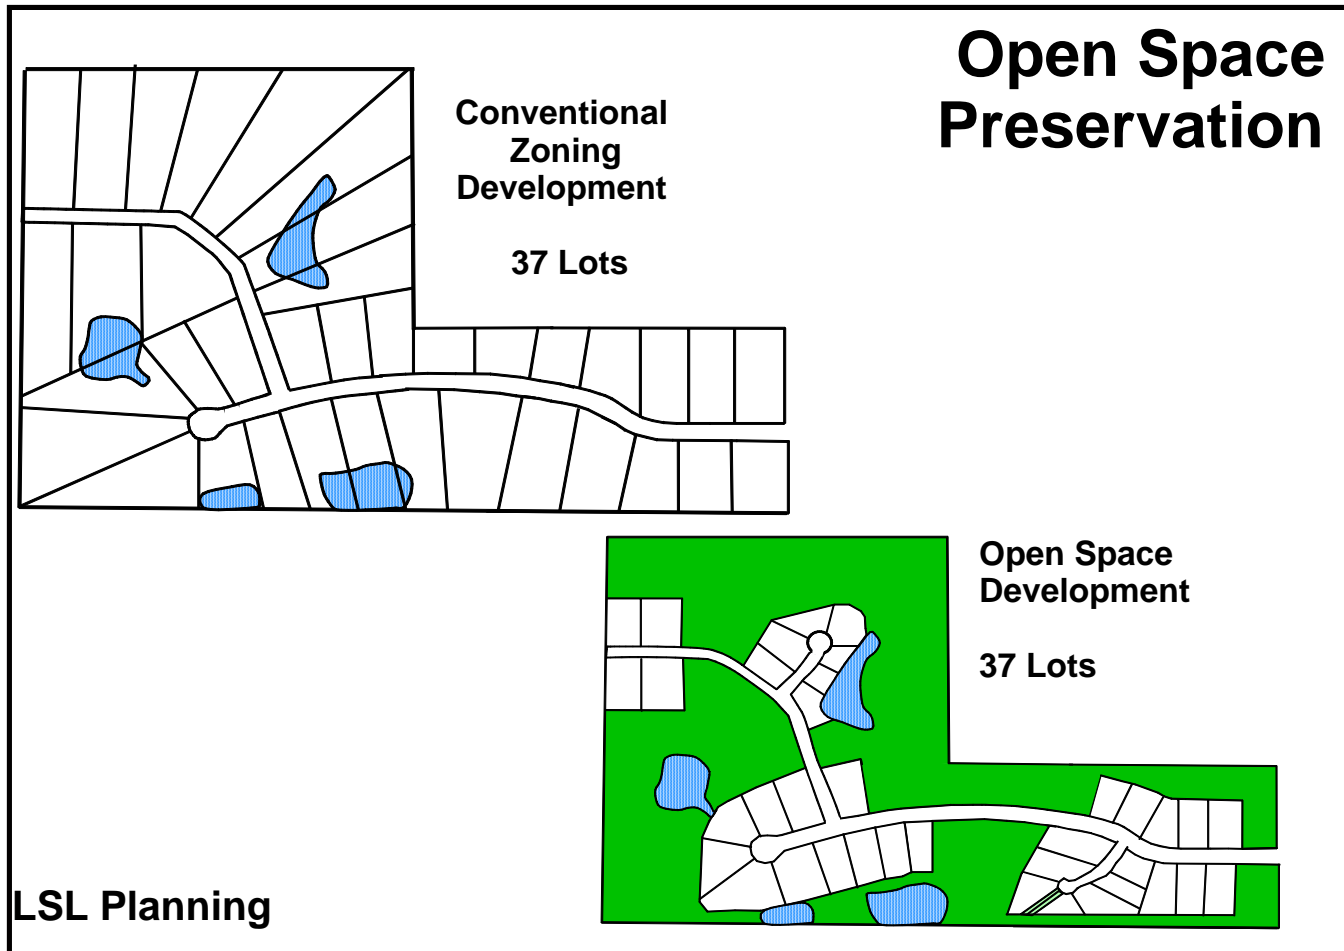 Open Space
Preservation
Conventional
Zoning
Development
37 Lots
Open Space
Development
37 Lots
LSL Planning